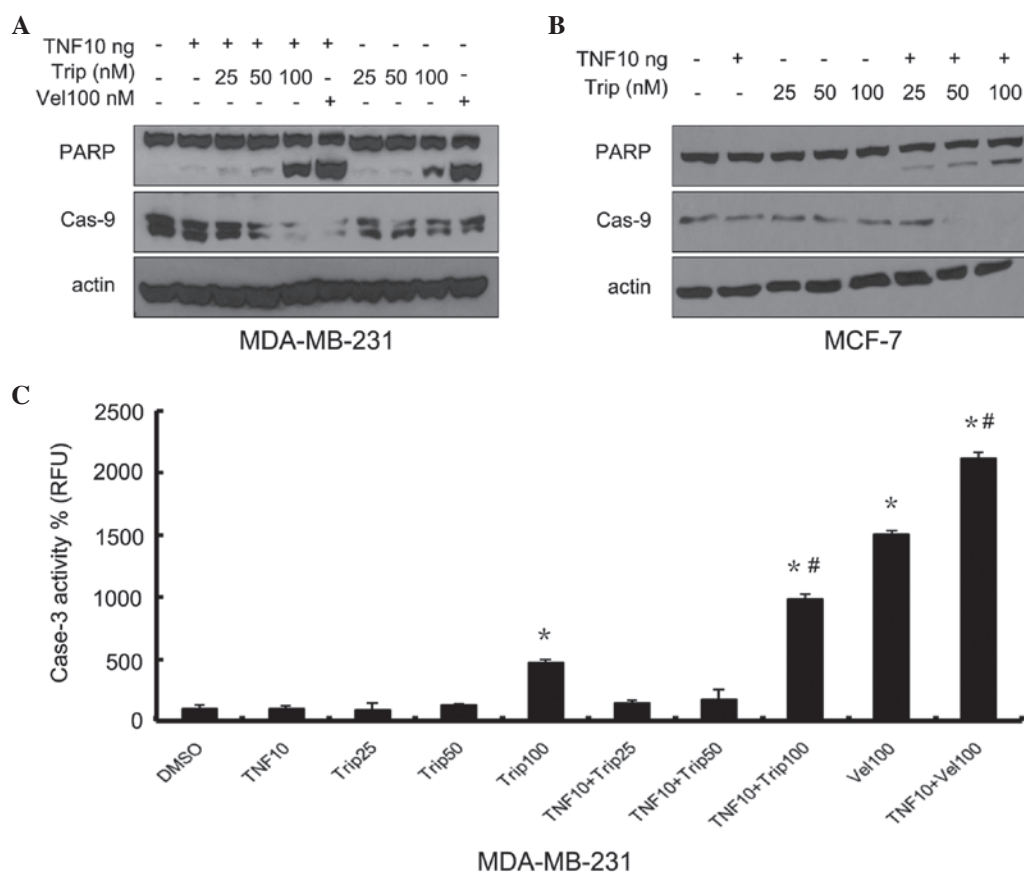 A
TNF10 ng - + + + + + - - - -
Trip (nM) - - 25 50 100 - 25 50 100 -
Vel100 nM - - - - - + - - - +
PARP
Cas-9
actin
MDA-MB-231
B
TNF10 ng - + - - - + + +
Trip (nM) - - 25 50 100 25 50 100
PARP
Cas-9
actin
MCF-7
C
Case-3 activity % (RFU)
2500
2000
1500
1000
500
0
*
* #
*
* #
DMSO
TNF10
Trip25
Trip50
Trip100
TNF10+Trip25
TNF10+Trip50
TNF10+Trip100
Vel100
TNF10+Vel100
MDA-MB-231